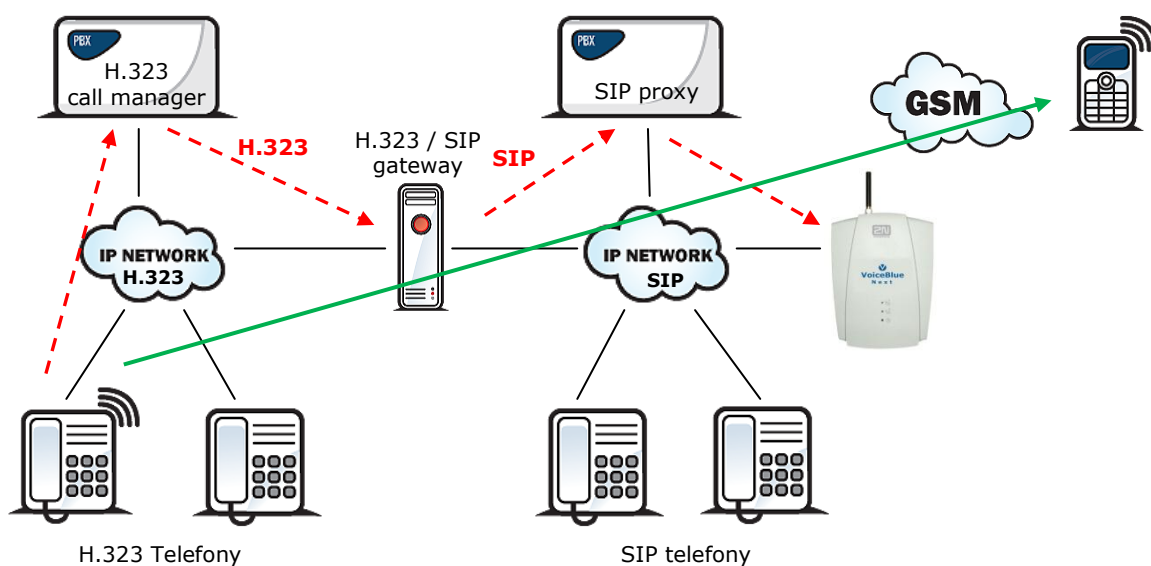 PBX
H.323
call manager
PBX
SIP proxy
GSM
H.323
H.323 / SIP
gateway
SIP
IP NETWORK
H.323
IP NETWORK
SIP
2N
VoiceBlue
Next
H.323 Telefony
SIP telefony